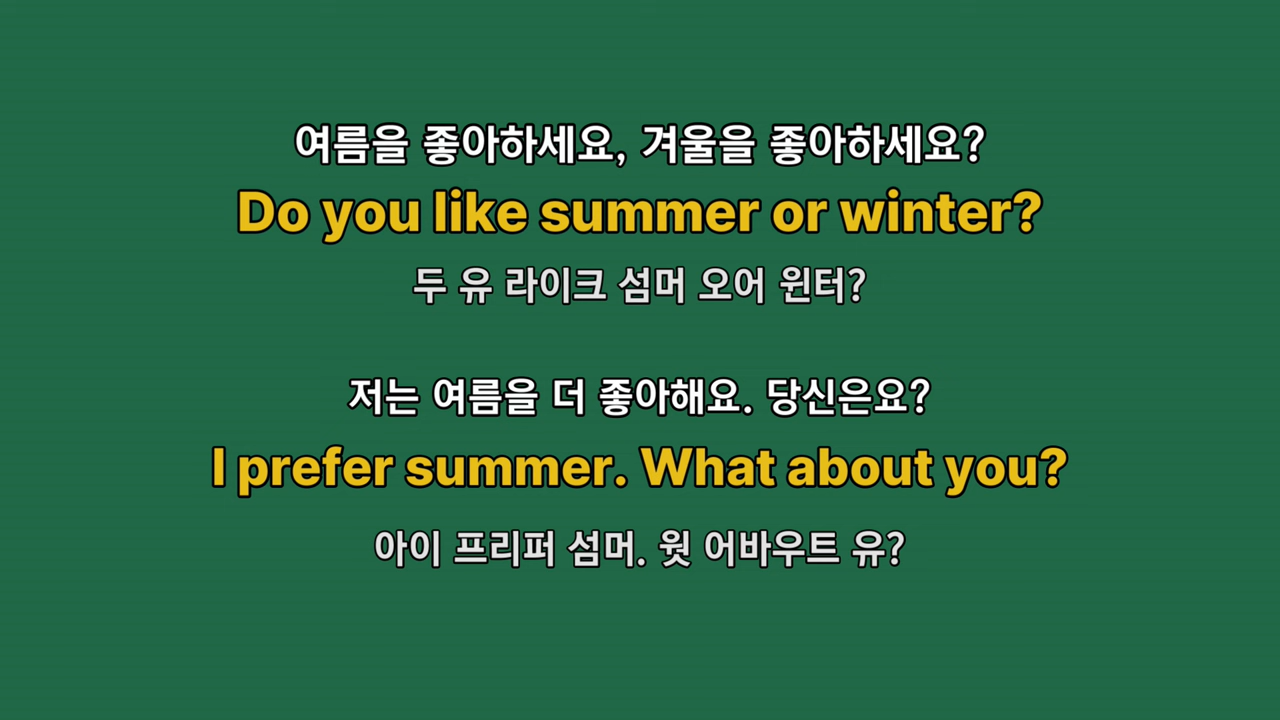 여름을 좋아하세요, 겨울을 좋아하세요?
Do you like summer or winter?
두 유 라이크 섬머 오어 윈터?
저는 여름을 더 좋아해요. 당신은요?
I prefer summer. What about you?
아이 프리퍼 섬머. 웟 어바우트 유?